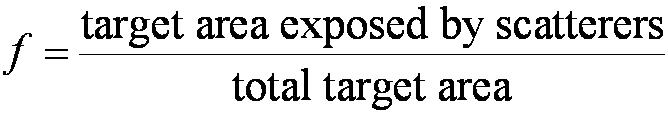 f = target area exposed by scatterers / total target area